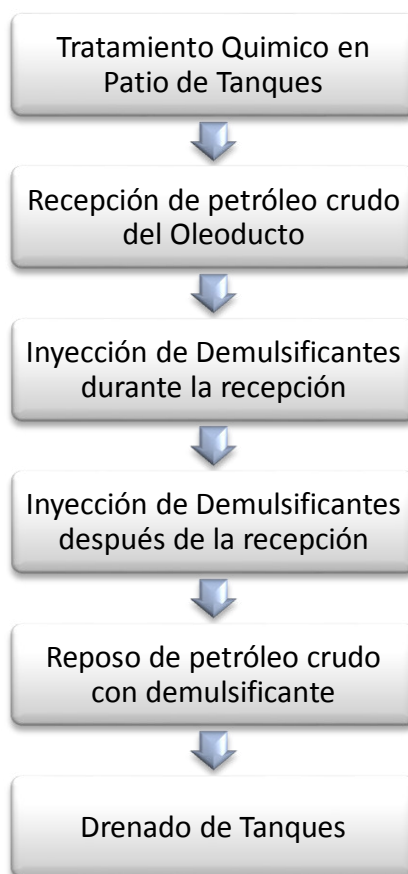 Tratamiento Quimico en
Patio de Tanques
Recepción de petróleo crudo
del Oleoducto
Inyección de Demulsificantes
durante la recepción
Inyección de Demulsificantes
después de la recepción
Reposo de petróleo crudo
con demulsificante
Drenado de Tanques